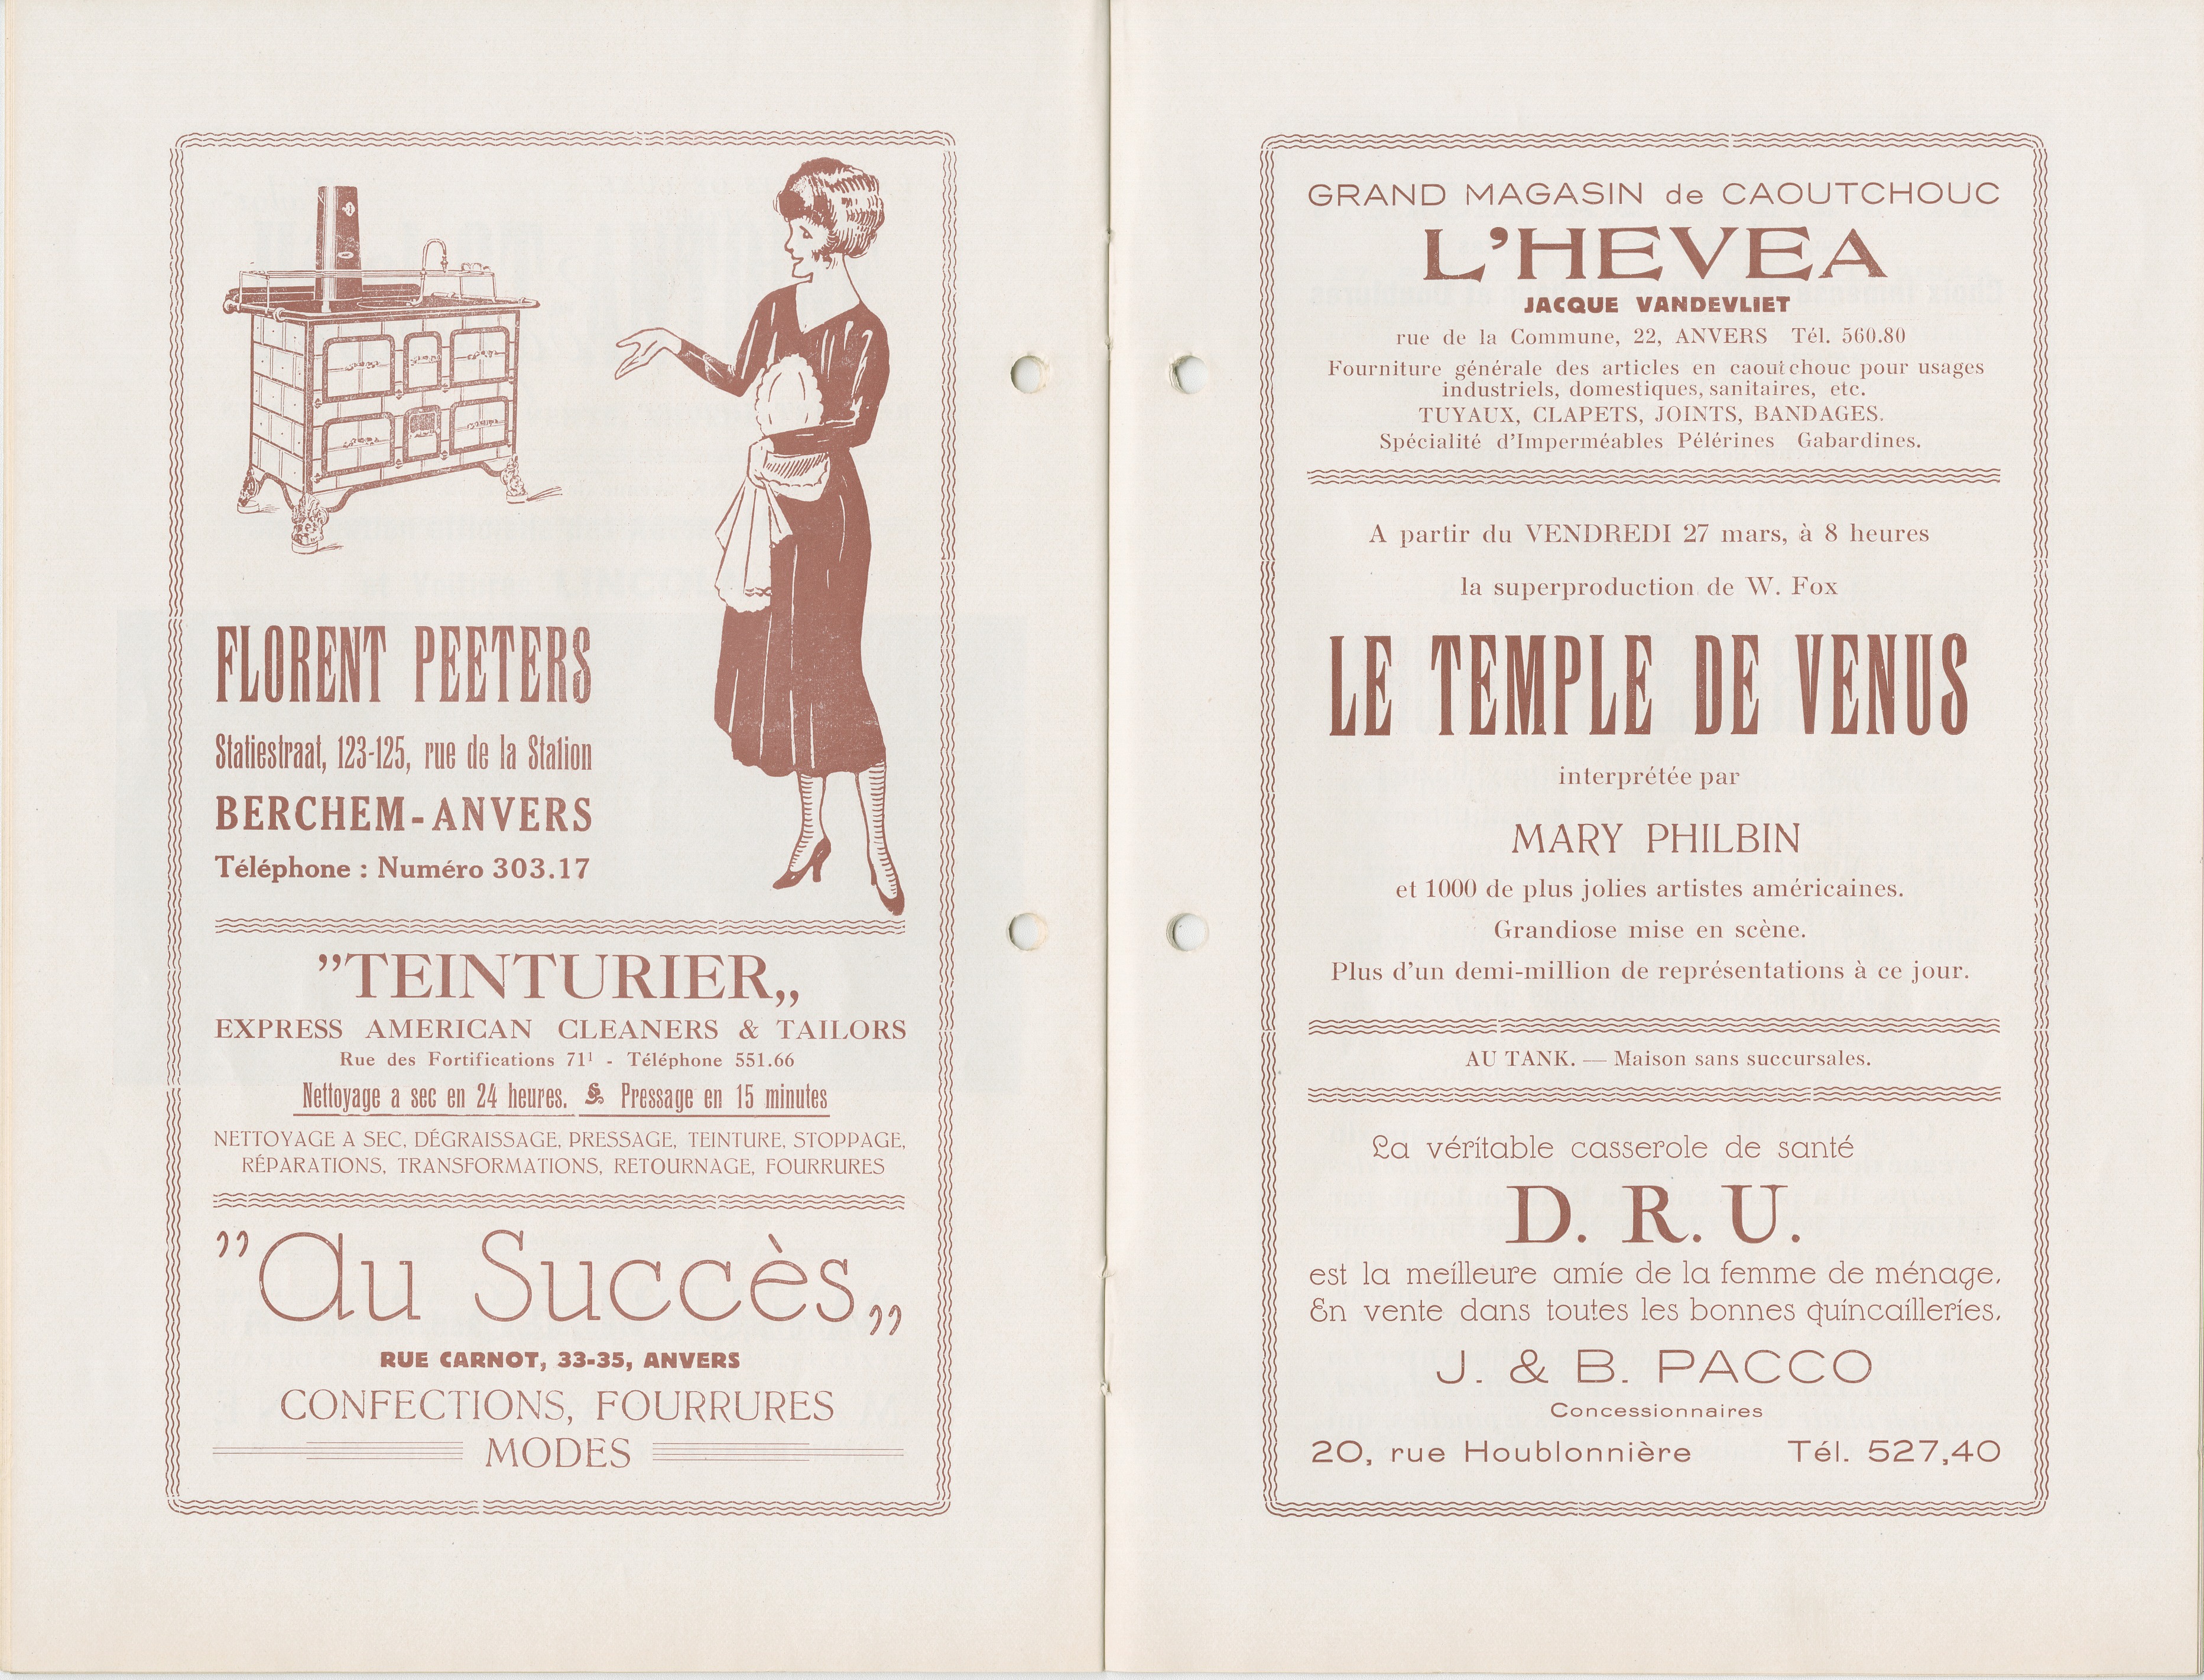 FLORENT PEETERS
Statiestraat, 123-125, rue de la Station
BERCHEM-ANVERS
Téléphone : Numéro 303.17
”TEINTURIER„
EXPRESS AMERICAN CLEANERS & TAILORS
Rue des Fortifications 71¹ - Téléphone 551.66
Nettoyage a sec en 24 heures. Pressage en 15 minutes
NETTOYAGE A SEC, DÉGRAISSAGE, PRESSAGE, TEINTURE, STOPPAGE,
RÉPARATIONS, TRANSFORMATIONS, RETOURNAGE, FOURRURES
”au Succès„
RUE CARNOT, 33-35, ANVERS
CONFECTIONS, FOURRURES
MODES
GRAND MAGASIN de CAOUTCHOUC
L'HEVEA
JACQUE VANDEVLIET
rue de la Commune, 22, ANVERS Tél. 560.80
Fourniture générale des articles en caoutchouc pour usages
industriels, domestiques, sanitaires, etc.
TUYAUX, CLAPETS, JOINTS, BANDAGES.
Spécialité d'Imperméables Pélérines Gabardines.
A partir du VENDREDI 27 mars, à 8 heures
la superproduction de W. Fox
LE TEMPLE DE VENUS
interprétée par
MARY PHILBIN
et 1000 de plus jolies artistes américaines.
Grandiose mise en scène.
Plus d'un demi-million de représentations à ce jour.
AU TANK. — Maison sans succursales.
La véritable casserole de santé
D. R. U.
est la meilleure amie de la femme de ménage.
En vente dans toutes les bonnes quincailleries.
J. & B. PACCO
Concessionnaires
20, rue Houblonnière Tél. 527,40